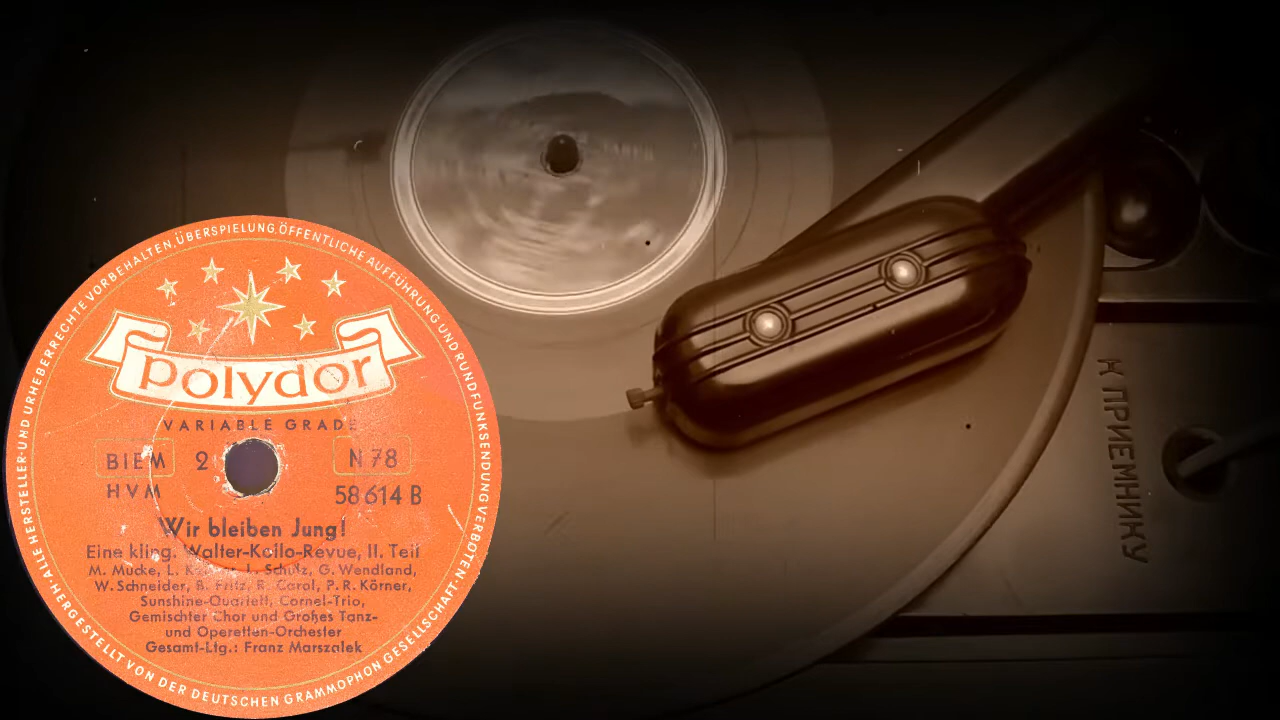 ALLE HERSTELLER-UND URHEBERRECHTE VORBEHALTEN, ÜBERSPIELUNG, ÖFFENTLICHE AUFFÜHRUNG UND RUNDFUNKSENDUNG VERBOTEN·
polydor
VARIABLE GRADE
BIEM 2 N 78
HVM 58 614 B
Wir bleiben Jung!
Eine kling. Walter-Kollo-Revue, II. Teil
M. Mucke, L. J. Schulz, G. Wendland,
W. Schneider, B. Fritz, R. Carol, P. R. Körner,
Sunshine-Quartett, Cornel-Trio,
Gemischter Chor und Großes Tanz-
und Operetten-Orchester
Gesamt-Ltg.: Franz Marszalek
HERGESTELLT VON DER DEUTSCHEN GRAMMOPHON GESELLSCHAFT·
К ПРИЕМНИКУ